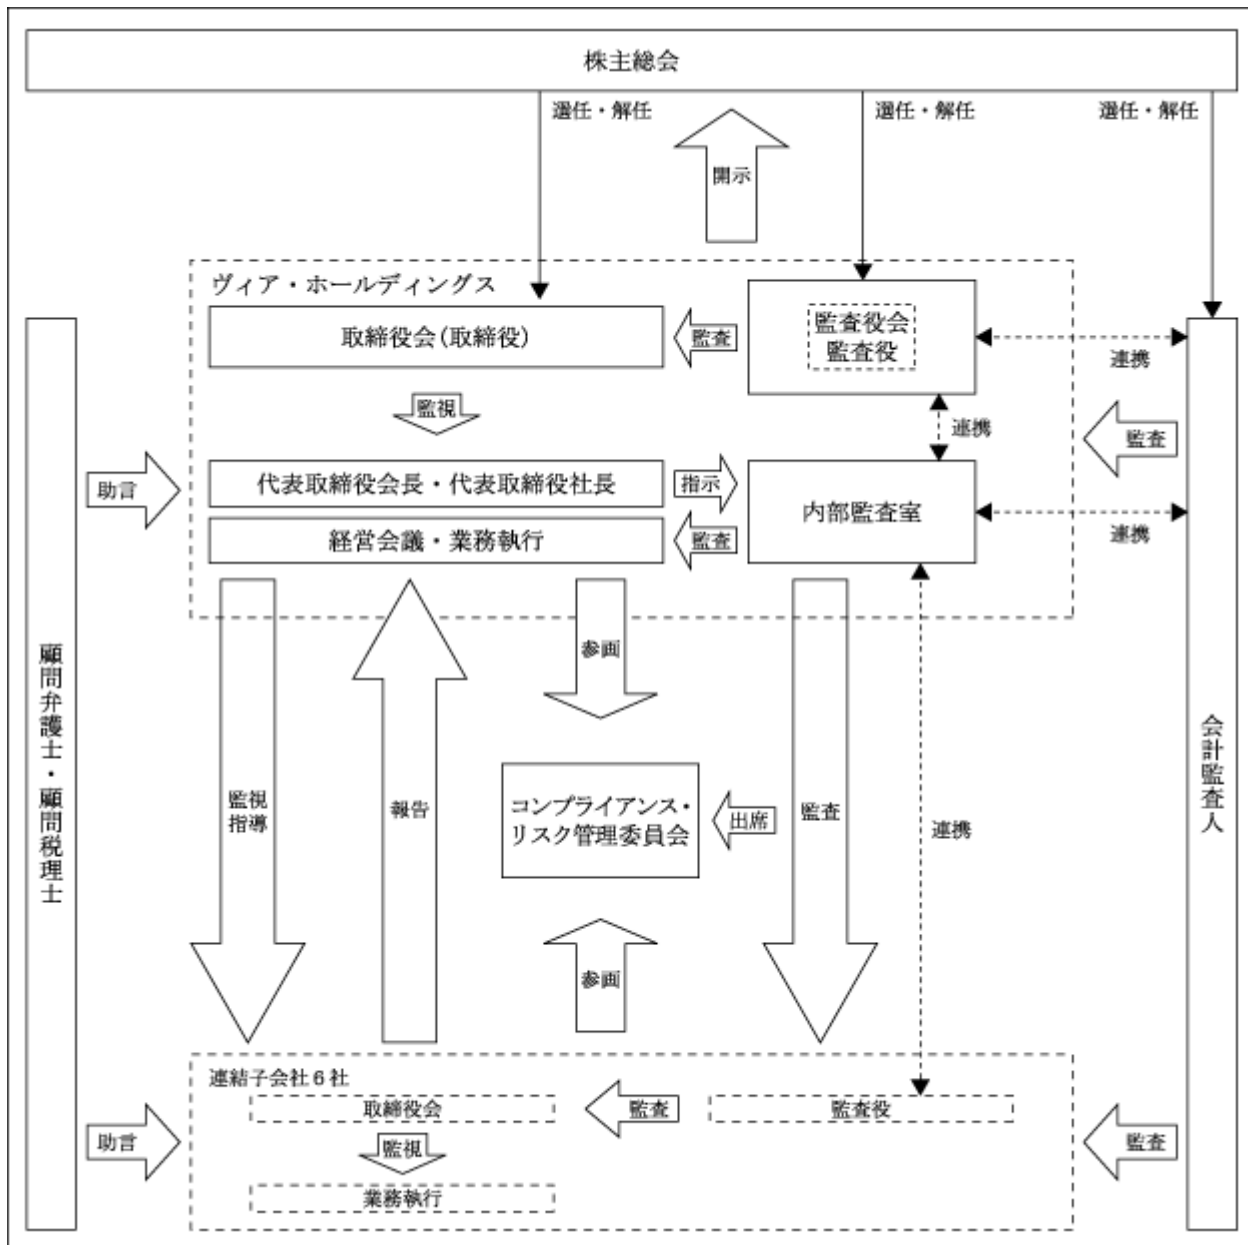 株主総会
選任・解任
選任・解任
選任・解任
開示
ヴィア・ホールディングス
取締役会(取締役)
監査
監査役会
監査役
連携
監視
連携
監査
助言
代表取締役会長・代表取締役社長
指示
内部監査室
経営会議・業務執行
監査
連携
顧問弁護士・顧問税理士
会計監査人
参画
監視
指導
報告
コンプライアンス・
リスク管理委員会
出席
監査
連携
参画
連結子会社6社
取締役会
監査
監査役
助言
監視
監査
業務執行